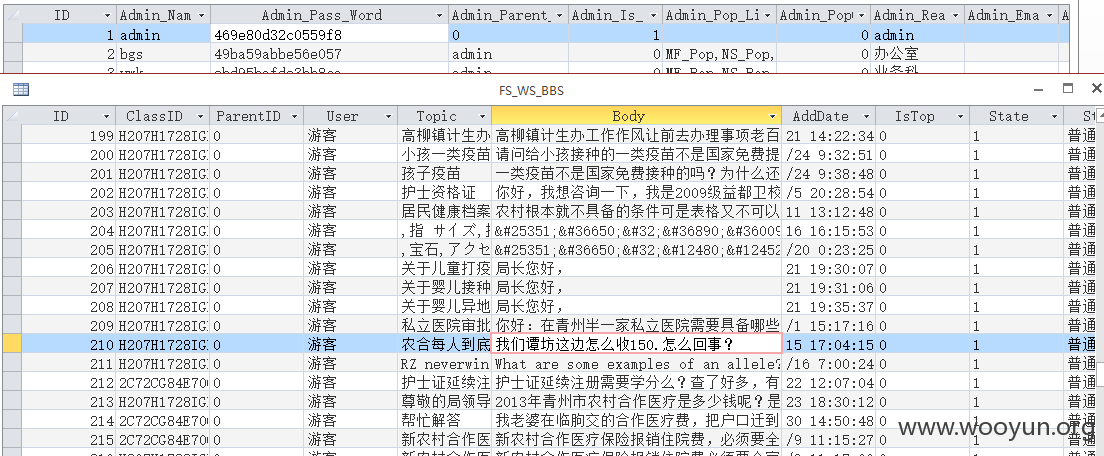 ID Admin_Nam Admin_Pass_Word Admin_Parent_ Admin_Is_ Admin_Pop_Li Admin_Pop Admin_Rea Admin_Ema
1 admin 469e80d32c0559f8 0 1 0 admin
2 bgs 49ba59abbe56e057 admin 0 MF_Pop,NS_Pop, 0 办公室
FS_WS_BBS
ID ClassID ParentID User Topic Body AddDate IsTop State
199 H207H1728IG 0 游客 高柳镇计生办 高柳镇计生办工作作风让前去办理事项老百 21 14:22:34 0 1 普通
200 H207H1728IG 0 游客 小孩一类疫苗 请问给小孩接种的一类疫苗不是国家免费提 /24 9:32:51 0 1 普通
201 H207H1728IG 0 游客 孩子疫苗 一类疫苗不是国家免费接种的吗？为什么还 /24 9:38:48 0 1 普通
202 H207H1728IG 0 游客 护士资格证 你好，我想咨询一下，我是2009级益都卫校 /5 20:28:54 0 1 普通
203 H207H1728IG 0 游客 居民健康档案 农村根本就不具备的条件可是表格又不可以 11 13:12:48 0 1 普通
204 H207H1728IG 0 游客 ,指 サイズ, &#25351;&#36650;&#32;&#36890;&#36009 16 16:15:53 0 1 普通
205 H207H1728IG 0 游客 ,宝石,アクセ &#25351;&#36650;&#32;&#12480;&#12452 /20 0:23:25 0 1 普通
206 H207H1728IG 0 游客 关于儿童打疫 局长您好， 21 19:30:07 0 1 普通
207 H207H1728IG 0 游客 关于婴儿接种 局长您好， 21 19:31:06 0 1 普通
208 H207H1728IG 0 游客 关于婴儿异地 局长您好， 21 19:35:37 0 1 普通
209 H207H1728IG 0 游客 私立医院审批 你好：在青州半一家私立医院需要具备哪些 /1 15:17:16 0 1 普通
210 H207H1728IG 0 游客 农合每人到底 我们谭坊这边怎么收150.怎么回事？ 15 17:04:15 0 1 普通
211 H207H1728IG 0 游客 RZ neverwin What are some examples of an allele? /16 7:00:24 0 1 普通
212 2C72CG84E70 0 游客 护士证延续注 护士证延续注册需要学分么？查了好多，有 22 12:07:04 0 1 普通
213 2C72CG84E70 0 游客 尊敬的局领导 2013年青州市农村合作医疗是多少钱呢？是 23 18:30:12 0 1 普通
214 2C72CG84E70 0 游客 帮忙解答 我老婆在临朐交的合作医疗费，把户口迁到 30 14:50:48 0 1 普通
215 2C72CG84E70 0 游客 新农村合作医 新农村合作医疗保险报销住院费，必须要全 /9 11:15:27 0 1 普通
www.wooyun.org